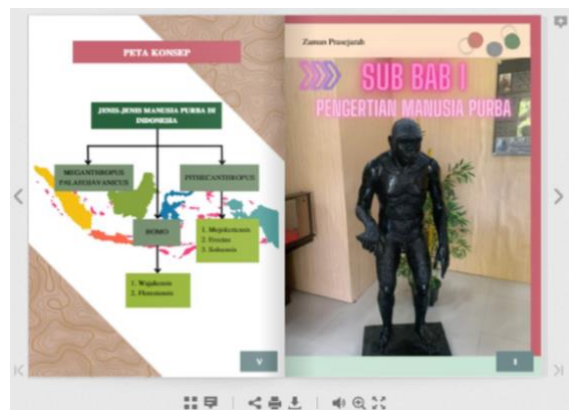 PETA KONSEP
JENIS-JENIS MANUSIA PURBA DI
INDONESIA
MEGANTHROPUS
PALAEOJAVANICUS
PITHECANTHROPUS
HOMO
1. Mojokertensis
2. Erectus
3. Soloensis
1. Wajakensis
2. Floresiensis
V
Zaman Prasejarah
SUB BAB I
PENGERTIAN MANUSIA PURBA